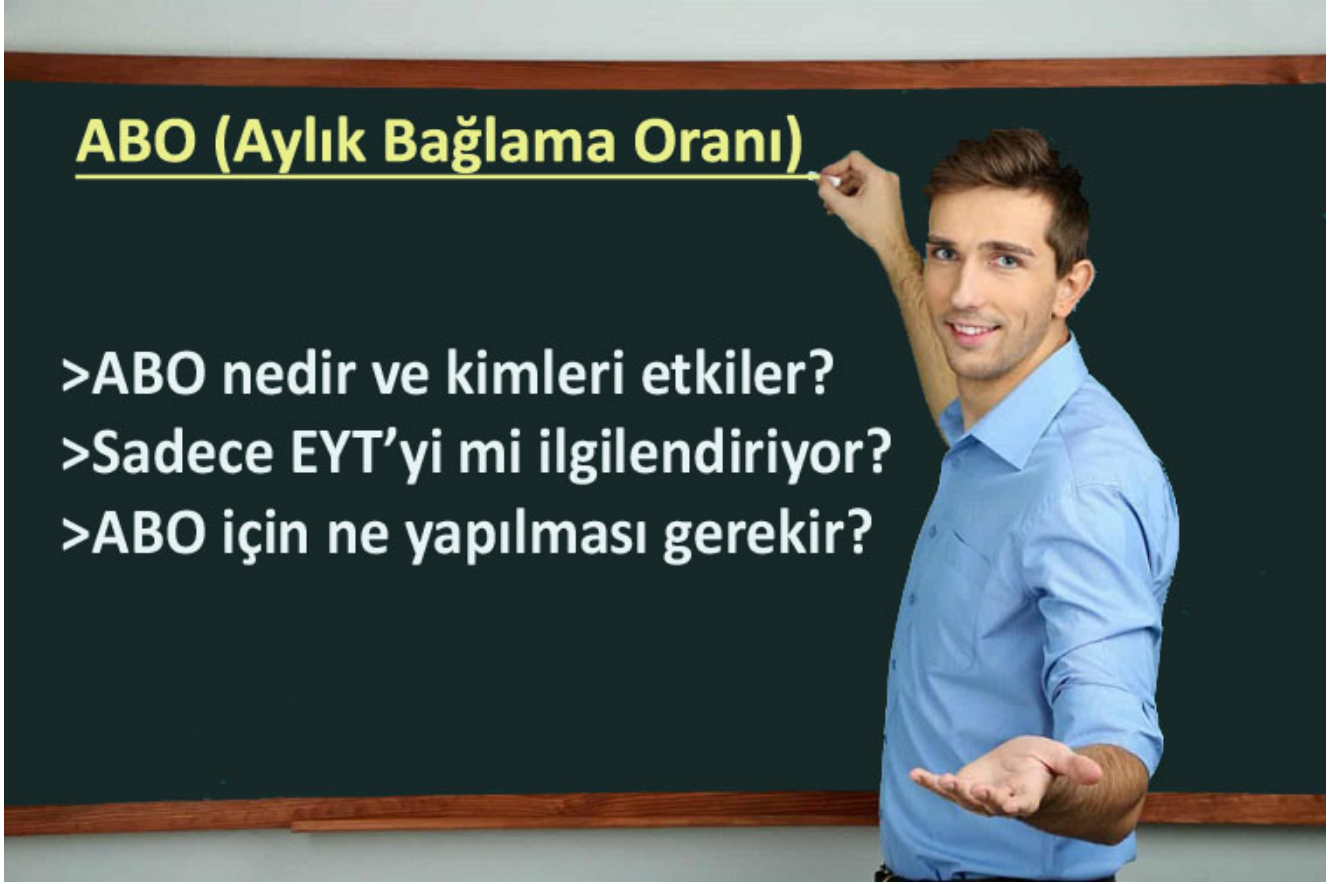 ABO (Aylık Bağlama Oranı)
>ABO nedir ve kimleri etkiler?
>Sadece EYT’yi mi ilgilendiriyor?
>ABO için ne yapılması gerekir?